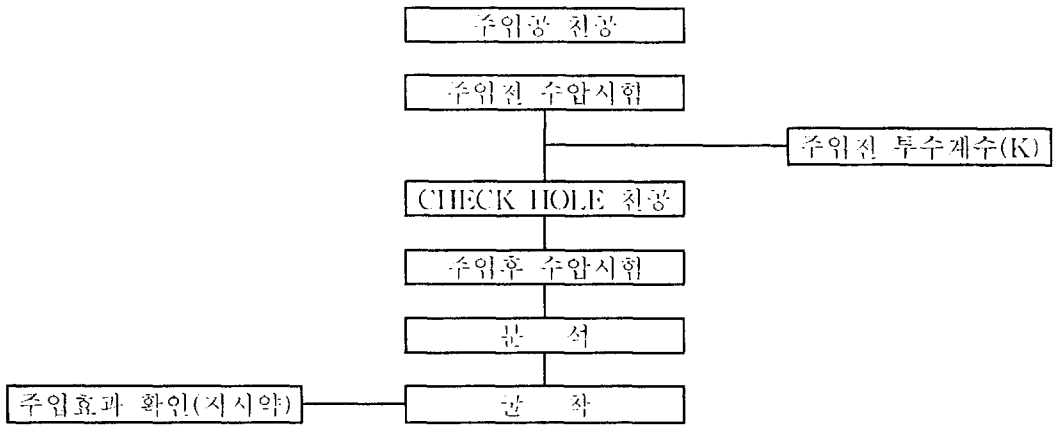 주입공 천공
주입전 수압시험
주입전 투수계수(K)
CHECK HOLE 천공
주입후 수압시험
분 석
주입효과 확인(지시약)
굴 착